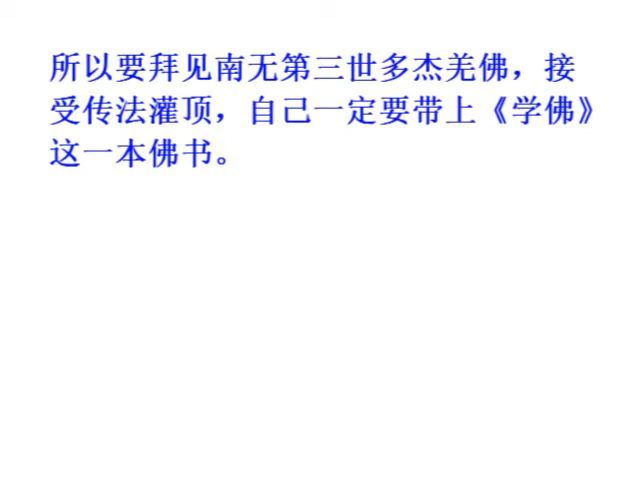 所以要拜见南无第三世多杰羌佛，接
受传法灌顶，自己一定要带上《学佛》
这一本佛书。